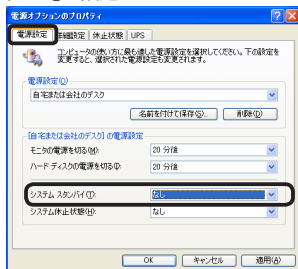 電源オプションのプロパティ
電源設定 詳細設定 休止状態 UPS
コンピュータの使い方に最も適した電源設定を選択してください。下の設定を
変更すると、選択された電源設定も変更されます。
電源設定(O)
自宅または会社のデスク
名前を付けて保存(S)... 削除(D)
[自宅または会社のデスク] の電源設定
モニタの電源を切る(M): 20 分後
ハード ディスクの電源を切る(I): 20 分後
システム スタンバイ(T): なし
システム休止状態(H): なし
OK キャンセル 適用(A)